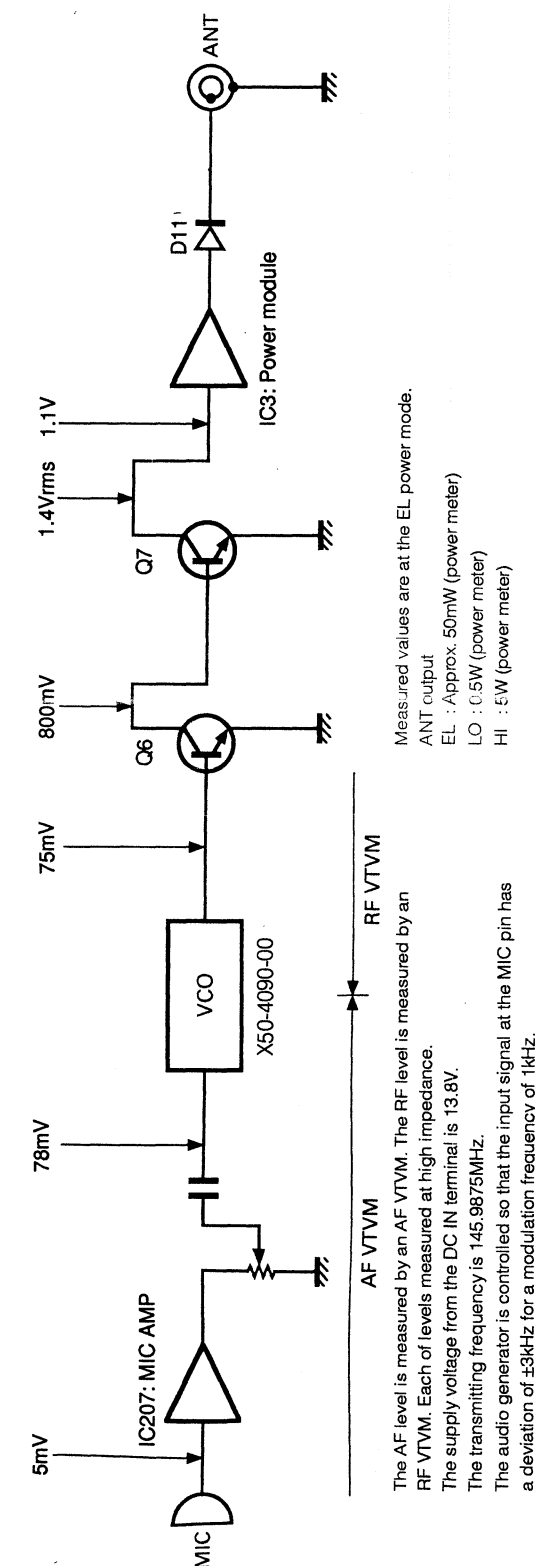 5mV
78mV
75mV
800mV
1.4Vrms
1.1V
MIC
IC207: MIC AMP
VCO
X50-4090-00
Q6
Q7
IC3: Power module
D11
ANT
AF VTVM
RF VTVM
The AF level is measured by an AF VTVM. The RF level is measured by an
RF VTVM. Each of levels measured at high impedance.
The supply voltage from the DC IN terminal is 13.8V.
The transmitting frequency is 145.9875MHz.
The audio generator is controlled so that the input signal at the MIC pin has
a deviation of ±3kHz for a modulation frequency of 1kHz.
Measured values are at the EL power mode.
ANT output
EL : Approx. 50mW (power meter)
LO : 0.5W (power meter)
HI : 5W (power meter)